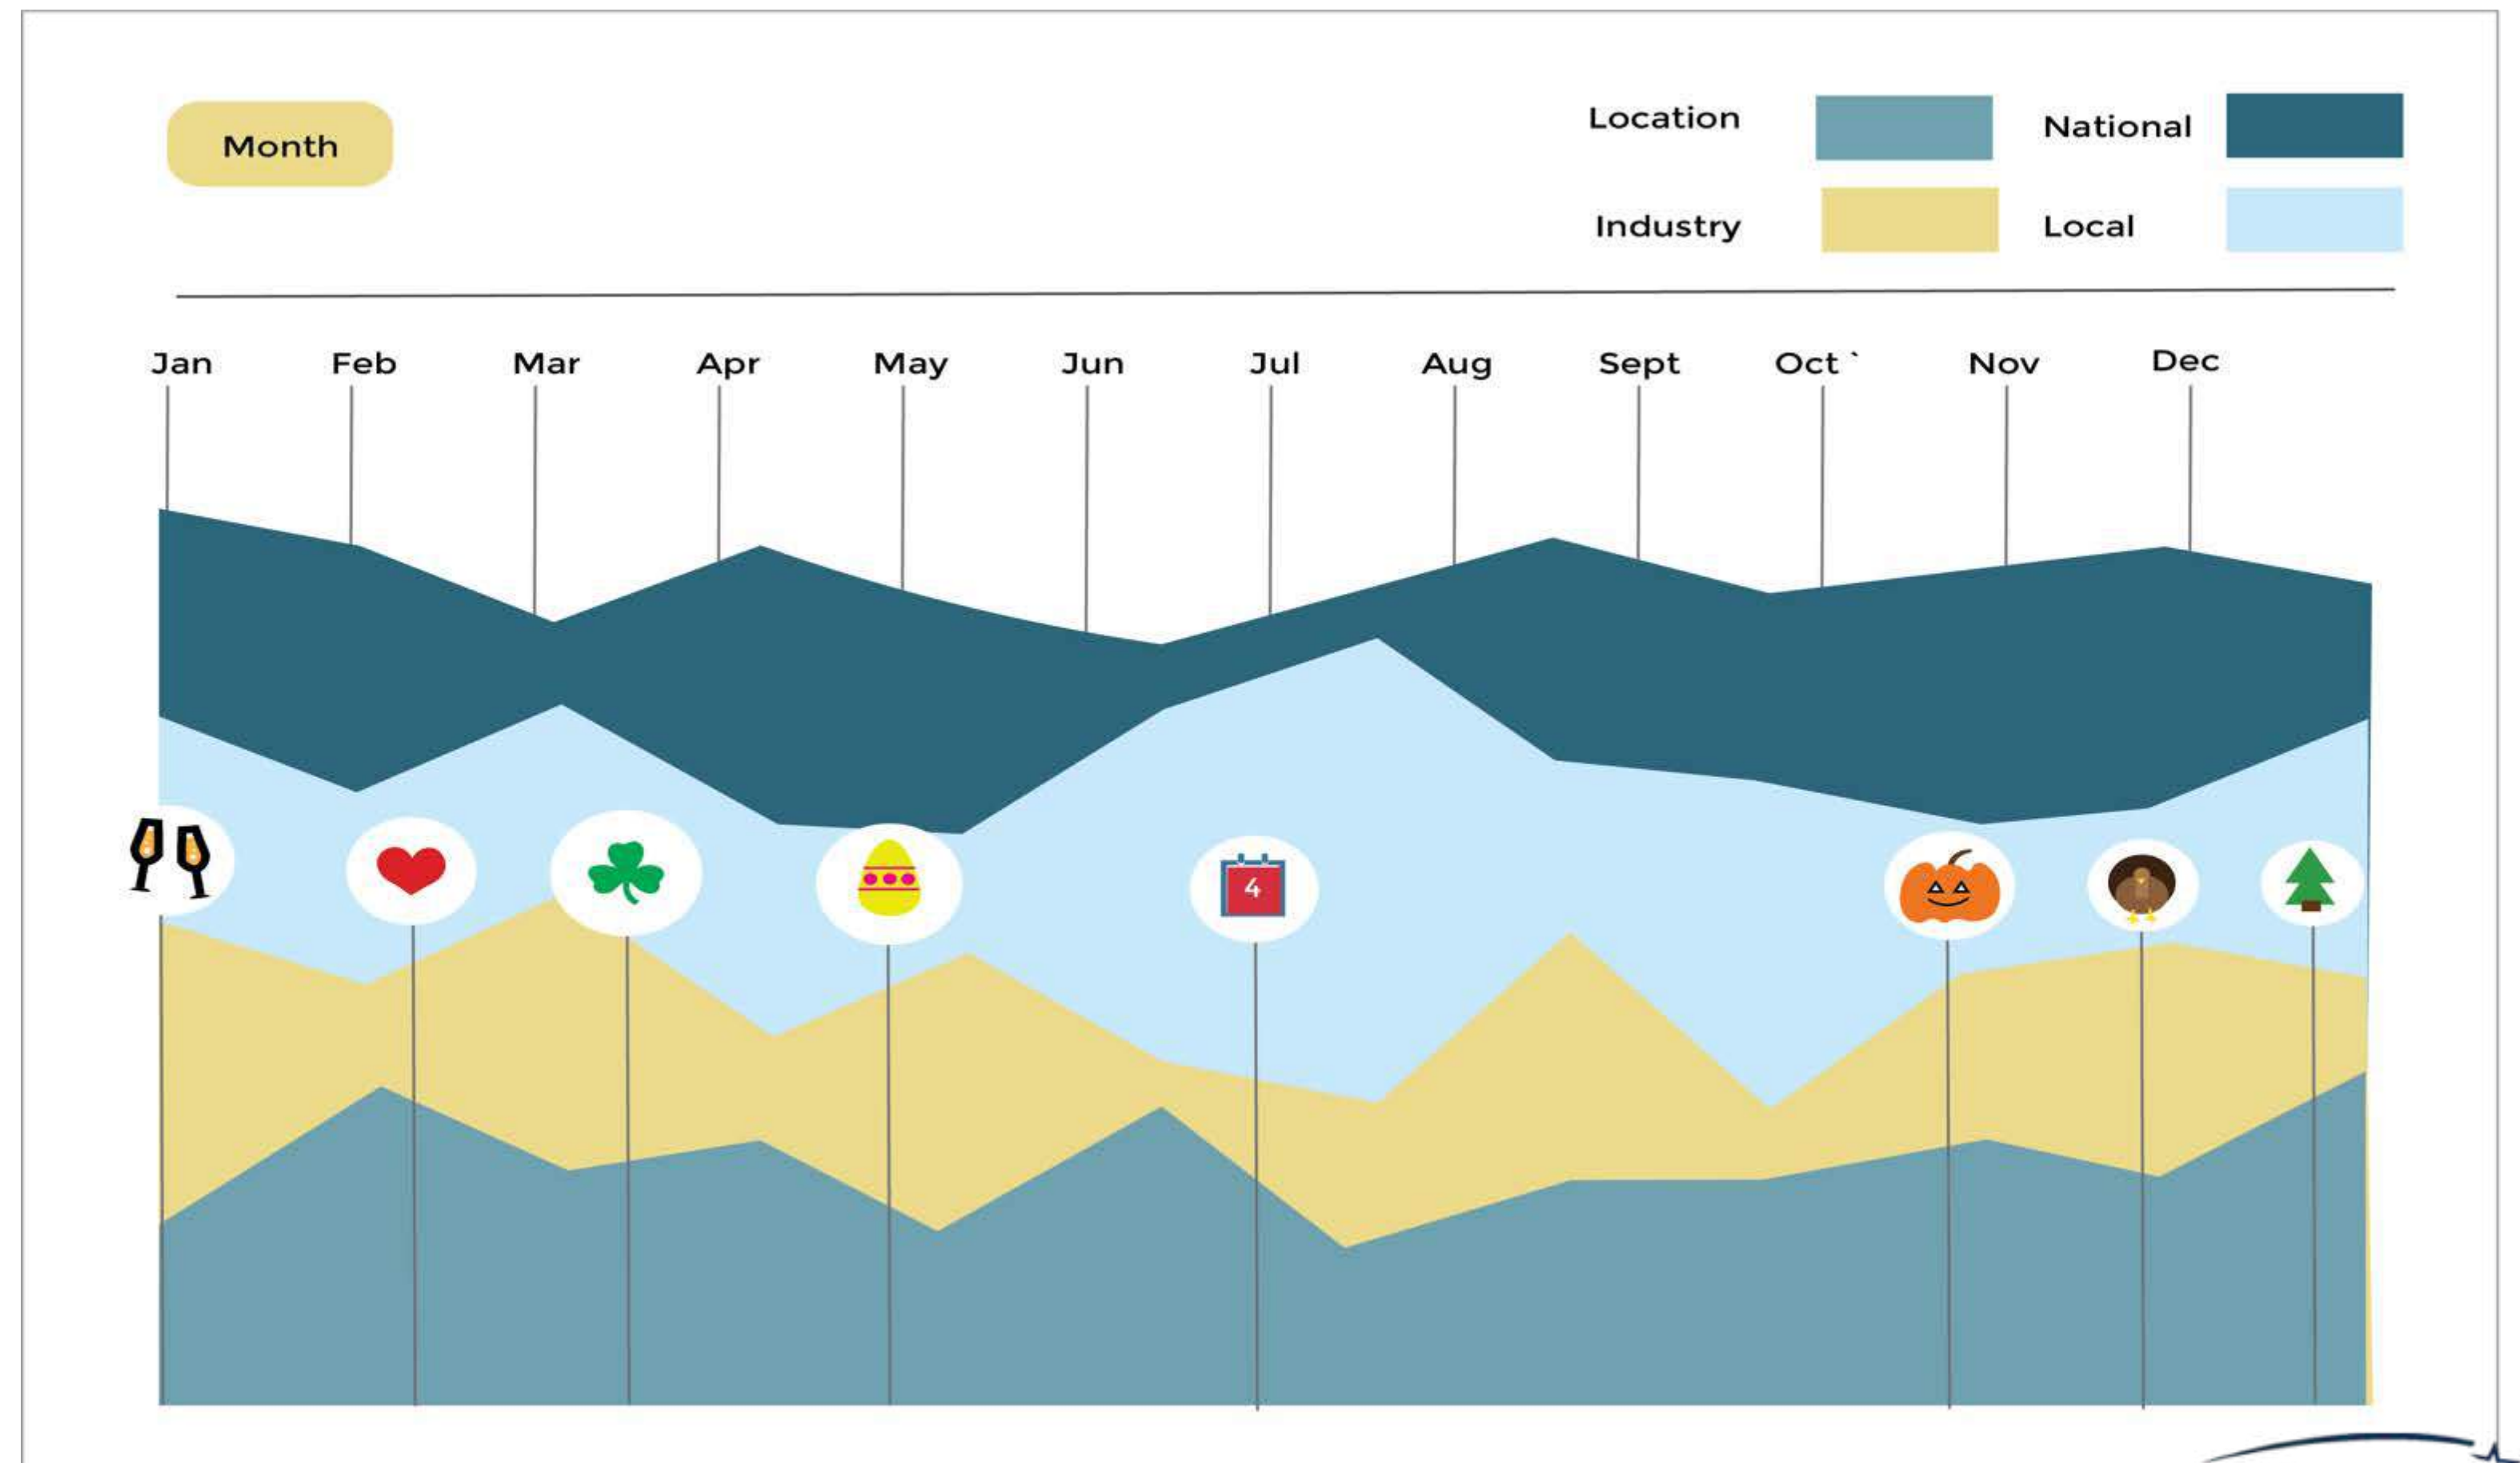 Month
Location
National
Industry
Local
Jan Feb Mar Apr May Jun Jul Aug Sept Oct ` Nov Dec
4